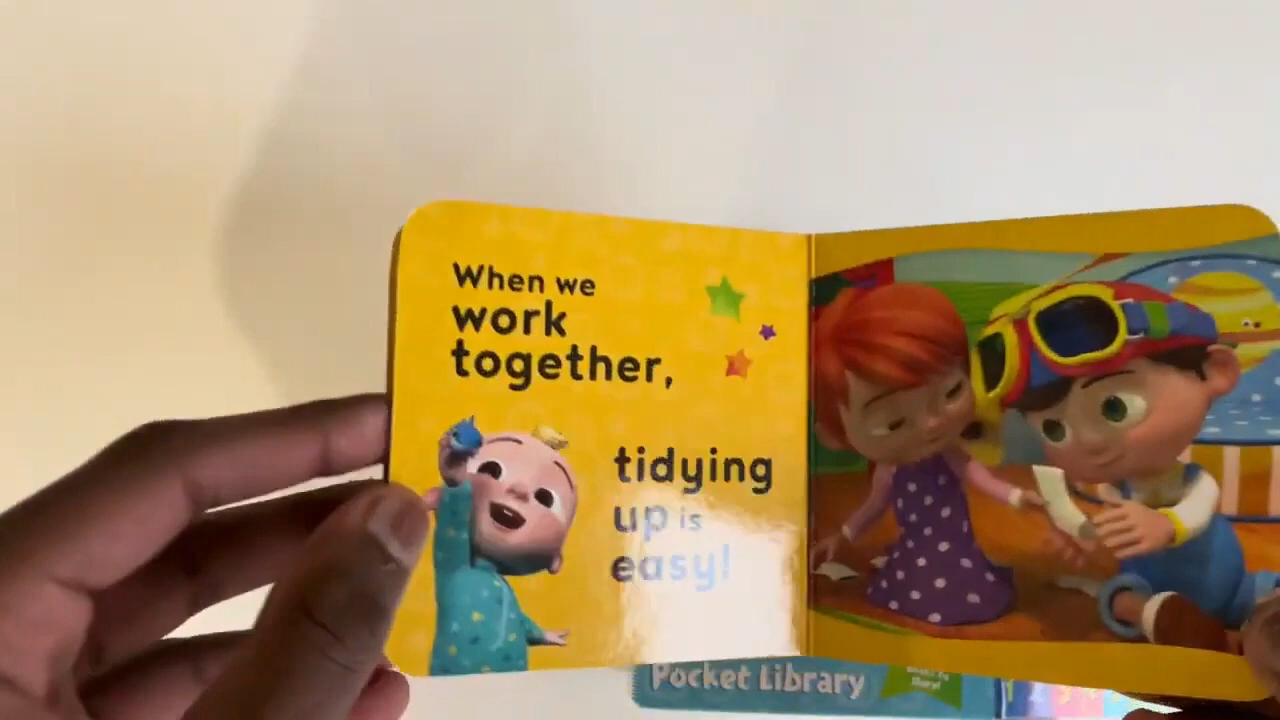 When we
work
together,
tidying
up is
easy!
Pocket Library